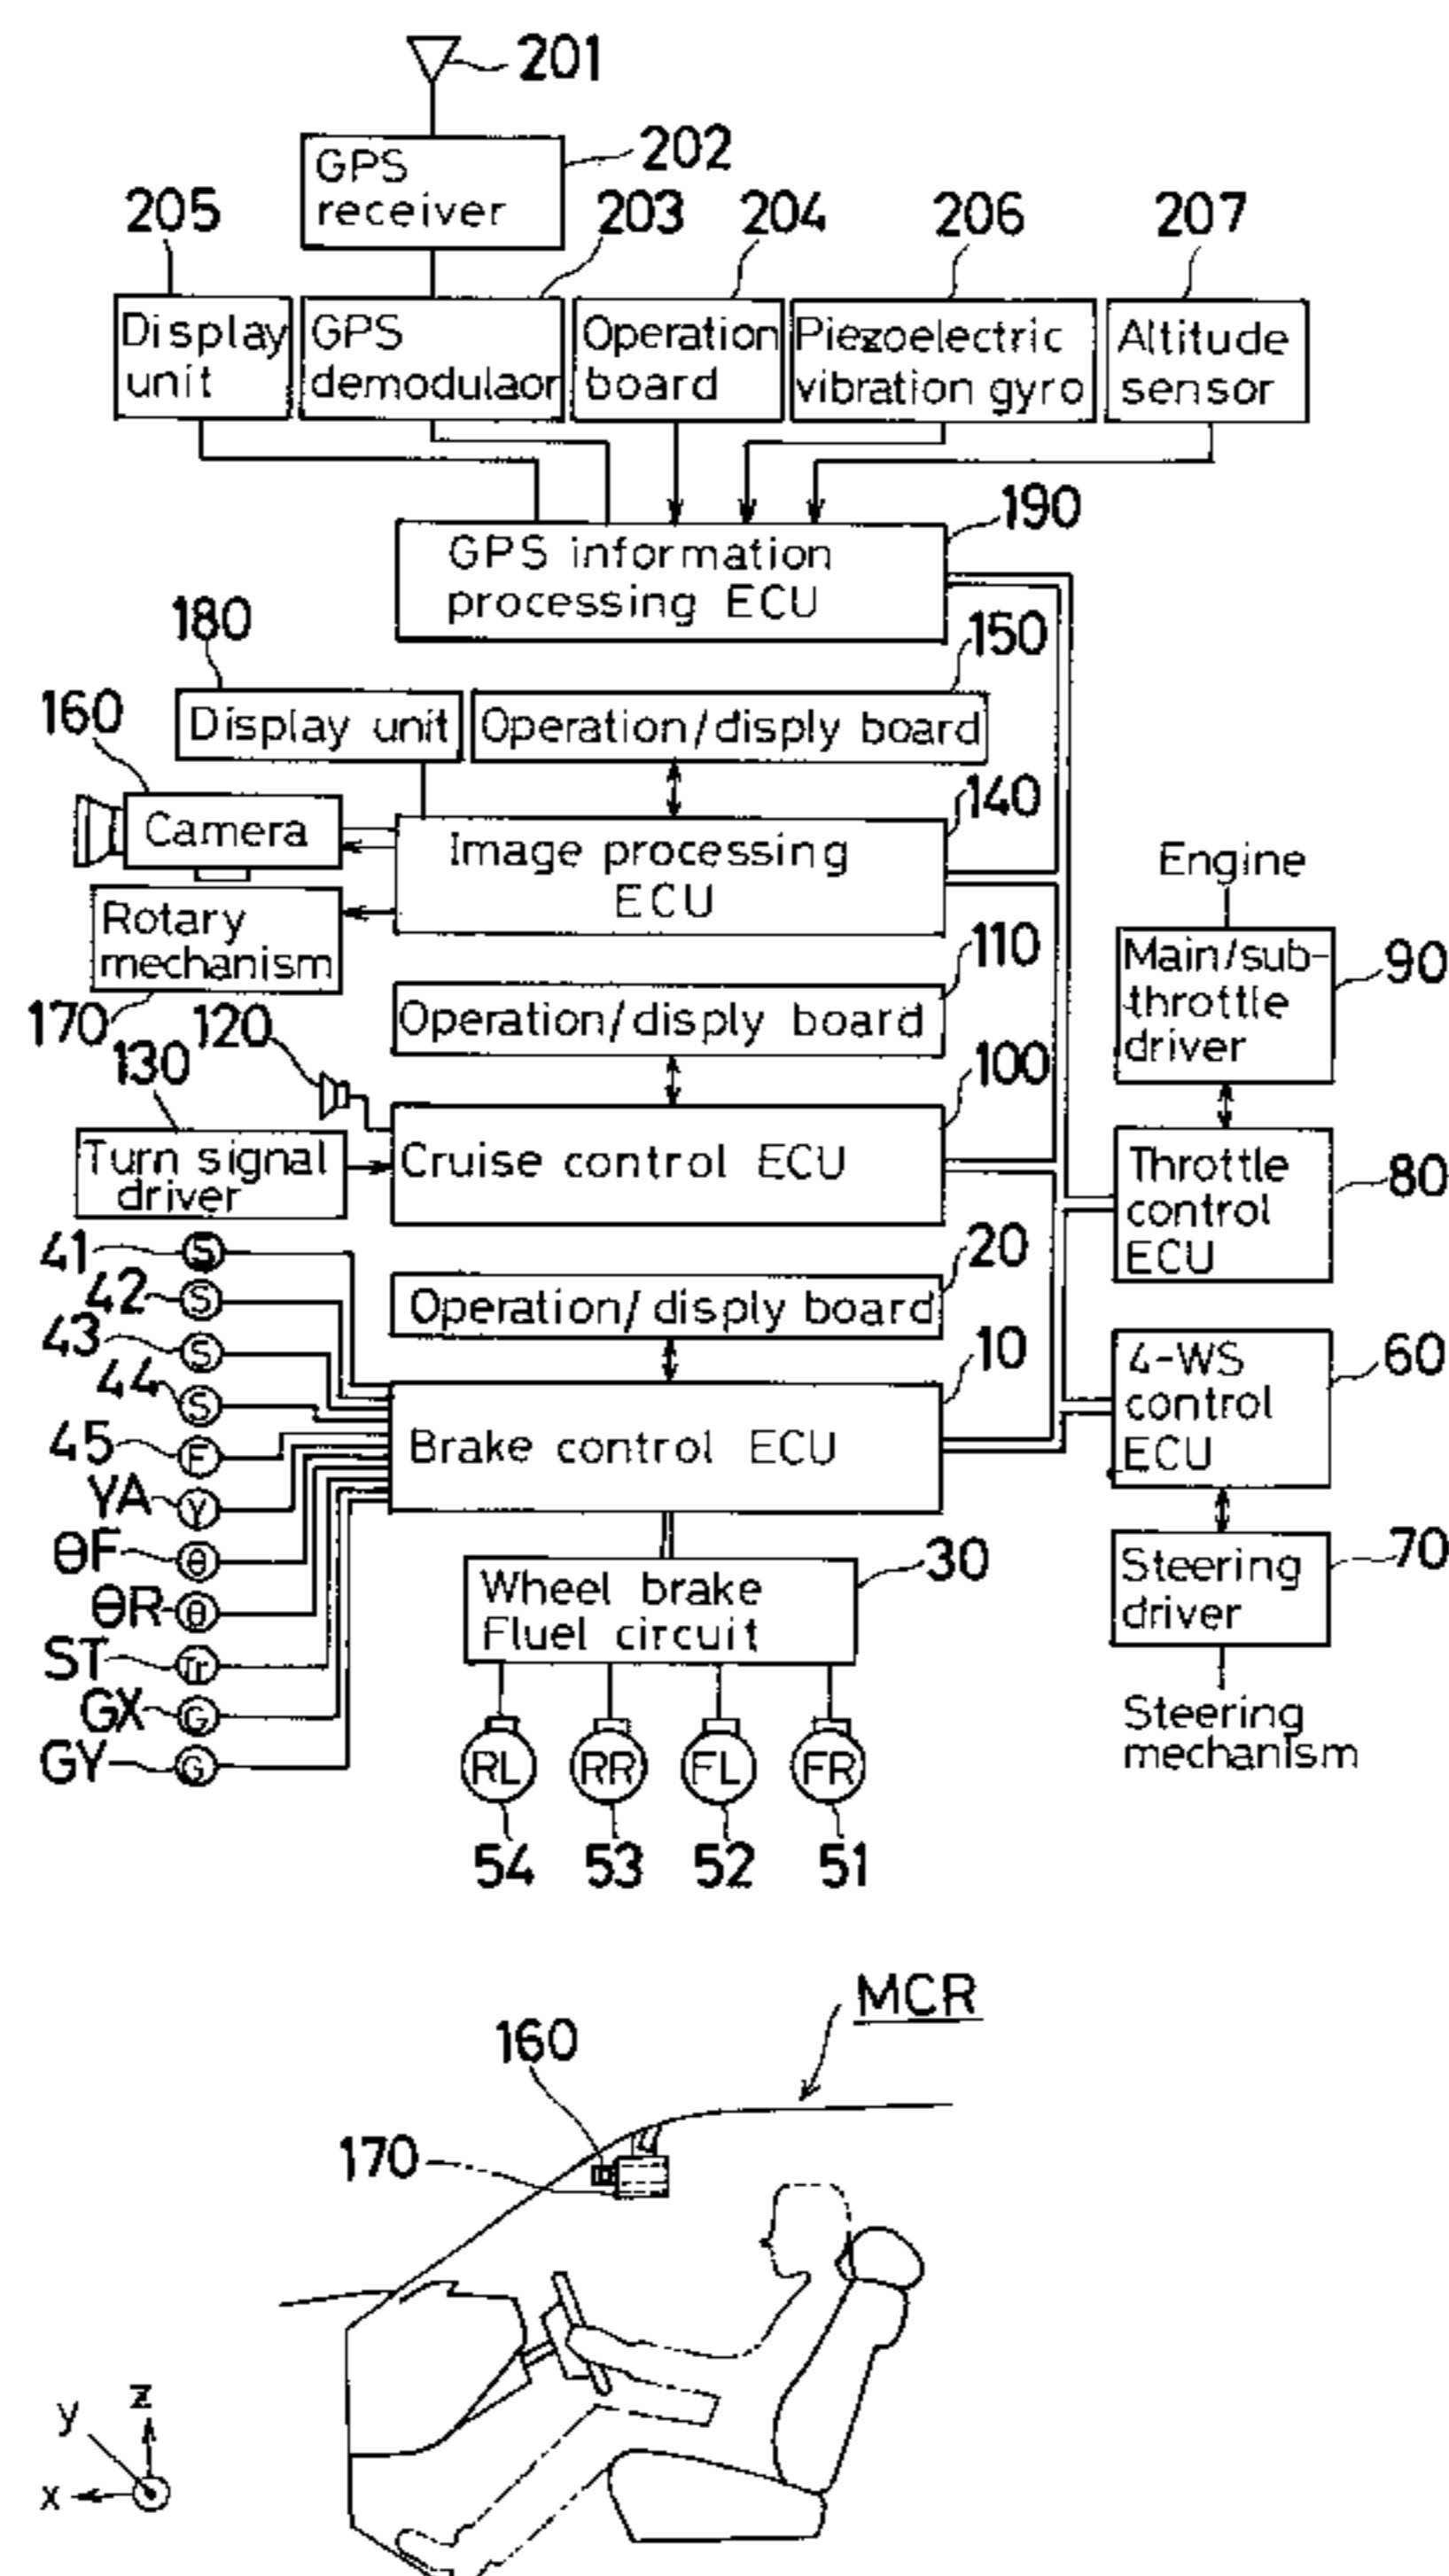 201
GPS
receiver
202
205
203
204
206
207
Display
unit
GPS
demodulaor
Operation
board
Piezoelectric
vibration gyro
Altitude
sensor
190
GPS information
processing ECU
180
150
160
Display unit
Operation/disply board
140
Camera
Image processing
ECU
Engine
Rotary
mechanism
110
Main/sub-
throttle
driver
90
170
120
Operation/disply board
130
100
Turn signal
driver
Cruise control ECU
Throttle
control
ECU
80
41
S
20
42
S
Operation/disply board
43
S
10
4-WS
control
ECU
60
44
S
45
F
Brake control ECU
YA
Y
θF
θ
30
Steering
driver
70
θR
θ
Wheel brake
Fluel circuit
ST
Tr
GX
G
Steering
mechanism
GY
G
RL
RR
FL
FR
54
53
52
51
MCR
160
170
y
z
x